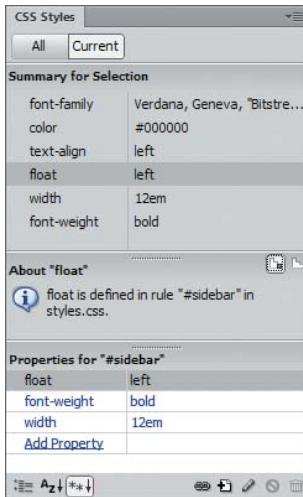 CSS Styles
All Current
Summary for Selection
font-family Verdana, Geneva, "Bitstre...
color #000000
text-align left
float left
width 12em
font-weight bold
About "float"
float is defined in rule "#sidebar" in
styles.css.
Properties for "#sidebar"
float left
font-weight bold
width 12em
Add Property